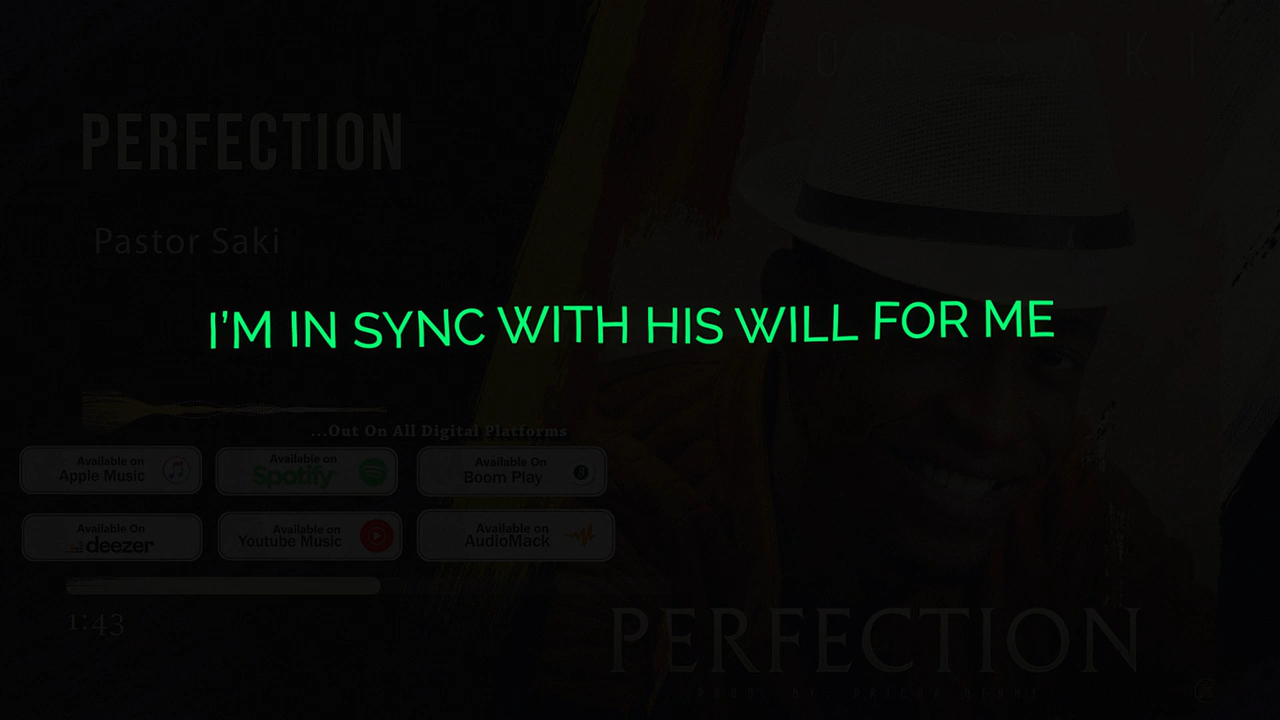 PERFECTION
Pastor Saki
I'M IN SYNC WITH HIS WILL FOR ME
...Out On All Digital Platforms
Available on
Apple Music
Available on
Spotify
Available On
Boom Play
Available On
deezer
Available on
Youtube Music
Available on
AudioMack
1:43
TOR SAKI
PERFECTION